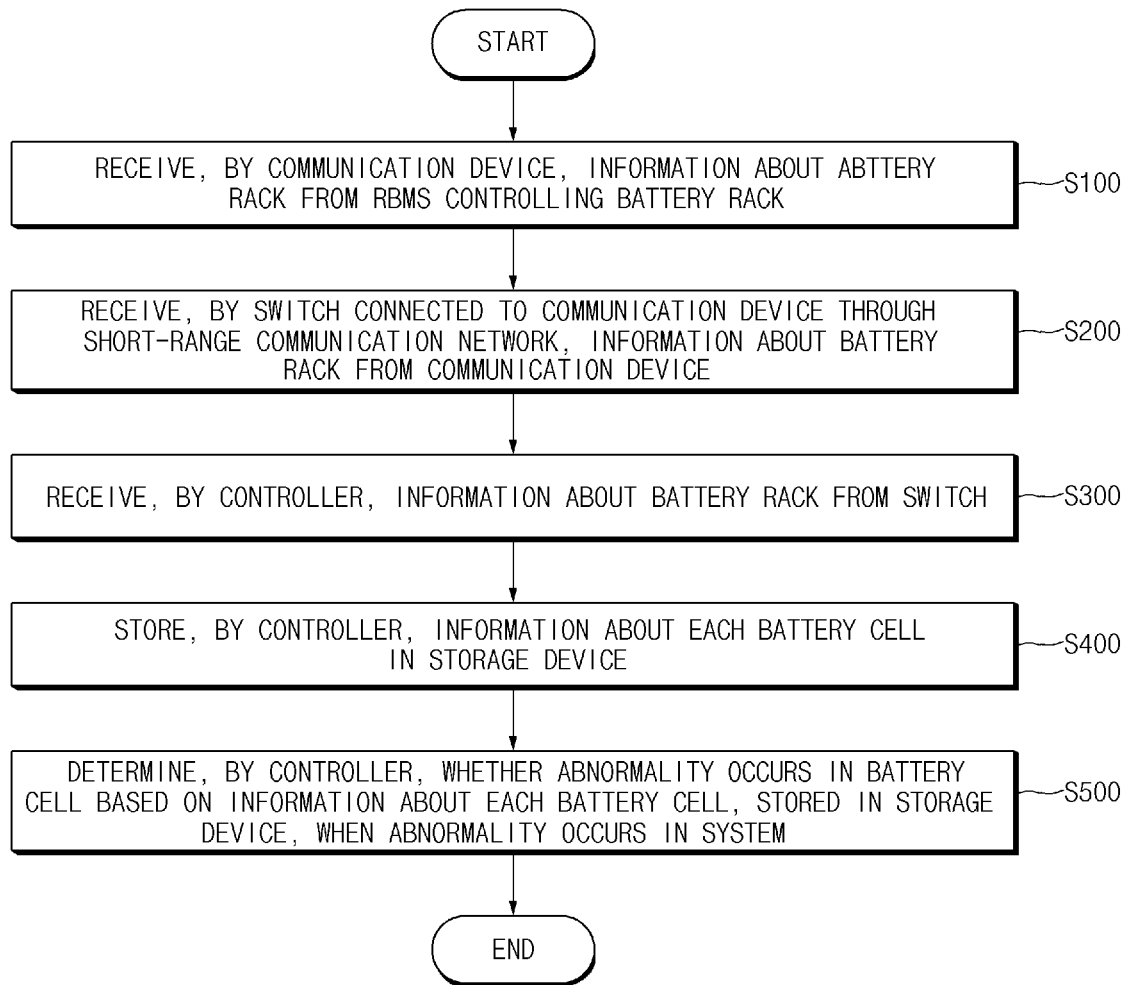 START
RECEIVE, BY COMMUNICATION DEVICE, INFORMATION ABOUT ABTTERY
RACK FROM RBMS CONTROLLING BATTERY RACK
S100
RECEIVE, BY SWITCH CONNECTED TO COMMUNICATION DEVICE THROUGH
SHORT-RANGE COMMUNICATION NETWORK, INFORMATION ABOUT BATTERY
RACK FROM COMMUNICATION DEVICE
S200
RECEIVE, BY CONTROLLER, INFORMATION ABOUT BATTERY RACK FROM SWITCH
S300
STORE, BY CONTROLLER, INFORMATION ABOUT EACH BATTERY CELL
IN STORAGE DEVICE
S400
DETERMINE, BY CONTROLLER, WHETHER ABNORMALITY OCCURS IN BATTERY
CELL BASED ON INFORMATION ABOUT EACH BATTERY CELL, STORED IN STORAGE
DEVICE, WHEN ABNORMALITY OCCURS IN SYSTEM
S500
END